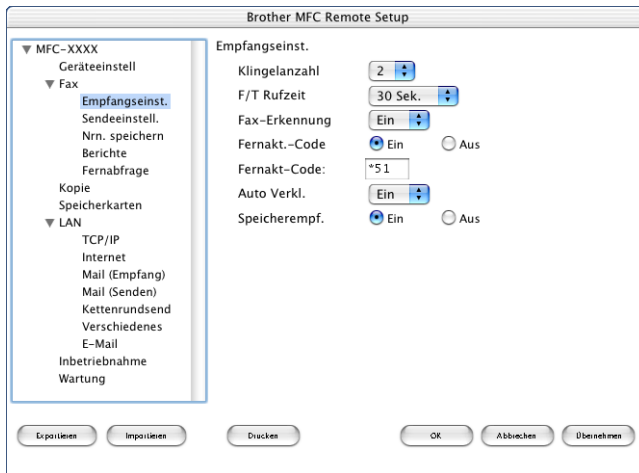 Brother MFC Remote Setup
MFC-XXXX
Geräteeinstell
Fax
Empfangseinst.
Sendeeinstell.
Nrn. speichern
Berichte
Fernabfrage
Kopie
Speicherkarten
LAN
TCP/IP
Internet
Mail (Empfang)
Mail (Senden)
Kettenrundsend
Verschiedenes
E-Mail
Inbetriebnahme
Wartung
Empfangseinst.
Klingelanzahl 2
F/T Rufzeit 30 Sek.
Fax-Erkennung Ein
Fernakt.-Code Ein Aus
Fernakt-Code: *51
Auto Verkl. Ein
Speicherempf. Ein Aus
Exportieren Importieren Drucken OK Abbrechen Übernehmen